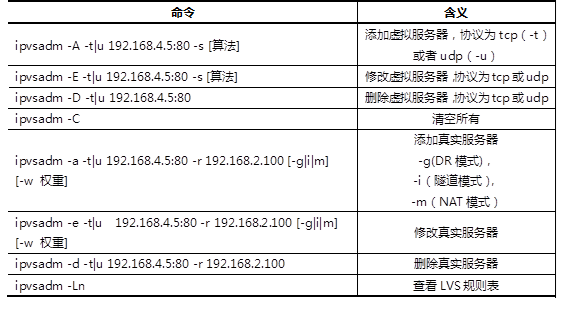 命令 含义
ipvsadm -A -t|u 192.168.4.5:80 -s [算法] 添加虚拟服务器，协议为 tcp（-t）
或者 udp（-u）
ipvsadm -E -t|u 192.168.4.5:80 -s [算法] 修改虚拟服务器,协议为 tcp 或 udp
ipvsadm -D -t|u 192.168.4.5:80 删除虚拟服务器,协议为 tcp 或 udp
ipvsadm -C 清空所有
ipvsadm -a -t|u 192.168.4.5:80 -r 192.168.2.100 [-g|i|m]
[-w 权重]
添加真实服务器
-g(DR 模式)，
-i（隧道模式），
-m（NAT 模式）
ipvsadm -e -t|u 192.168.4.5:80 -r 192.168.2.100 [-g|i|m]
[-w 权重]
修改真实服务器
ipvsadm -d -t|u 192.168.4.5:80 -r 192.168.2.100 删除真实服务器
ipvsadm -Ln 查看 LVS 规则表